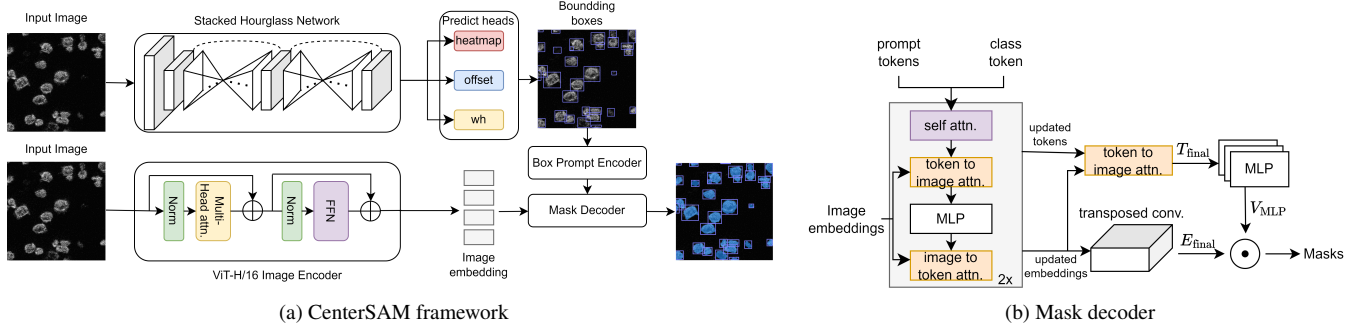 Input Image
Stacked Hourglass Network
Predict heads
heatmap
offset
wh
Boundding
boxes
Input Image
Norm
Multi-
Head attn.
Norm
FFN
ViT-H/16 Image Encoder
Image
embedding
Box Prompt Encoder
Mask Decoder
(a) CenterSAM framework
prompt
tokens
class
token
self attn.
token to
image attn.
MLP
image to
token attn.
2x
Image
embeddings
updated
tokens
token to
image attn.
T_final
MLP
V_MLP
updated
embeddings
transposed conv.
E_final
Masks
(b) Mask decoder